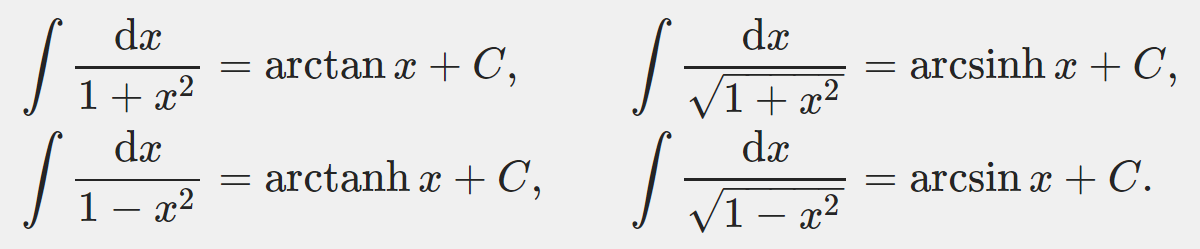 ∫ dx/(1 + x²) = arctan x + C, ∫ dx/√(1 + x²) = arcsinh x + C,
∫ dx/(1 − x²) = arctanh x + C, ∫ dx/√(1 − x²) = arcsin x + C.